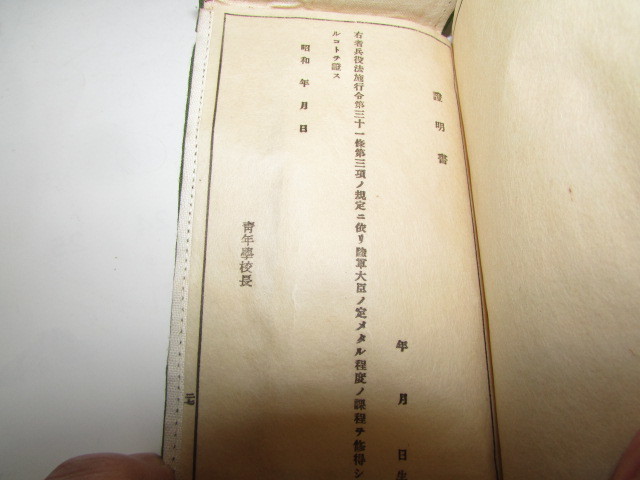 證明書
年 月 日生
右者兵役法施行令第三十一條第三項ノ規定ニ依リ陸軍大臣ノ定メタル程度ノ課程ヲ修得シ
ルコトヲ證ス
昭和 年 月 日
青年學校長